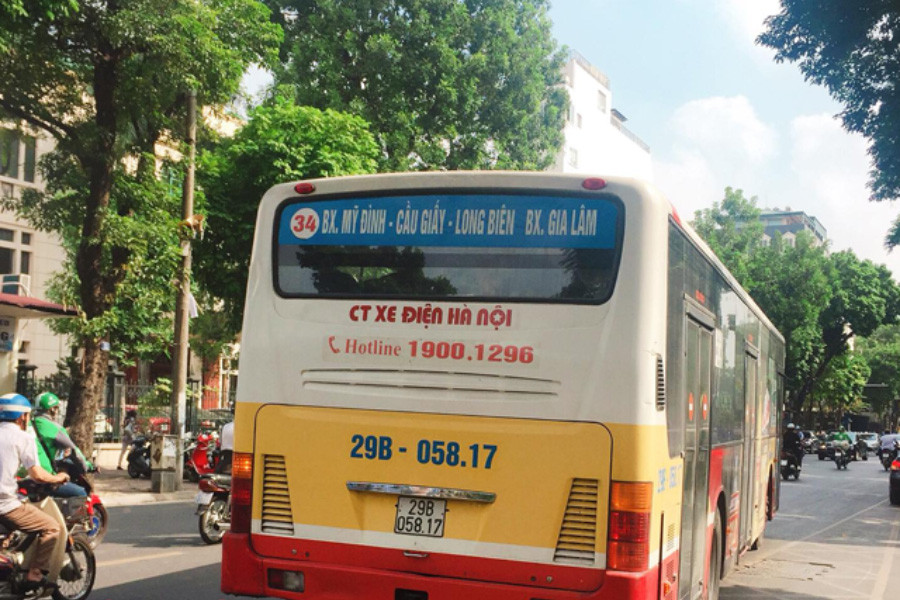 34 BX. MỸ ĐÌNH - CẦU GIẤY - LONG BIÊN BX. GIA LÂM
CT XE ĐIỆN HÀ NỘI
Hotline 1900.1296
29B - 058.17
29B
058.17